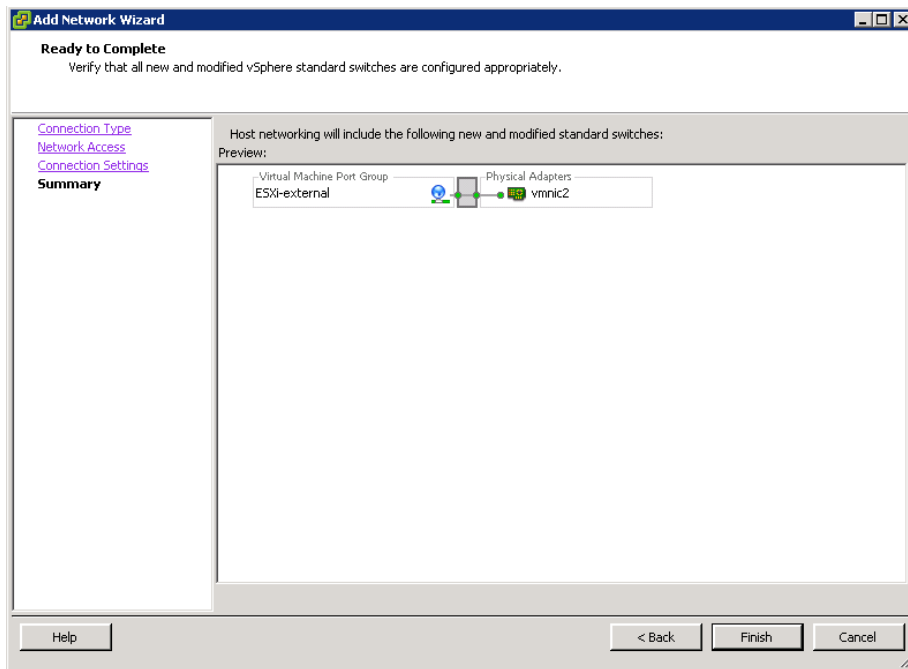 Add Network Wizard
Ready to Complete
Verify that all new and modified vSphere standard switches are configured appropriately.
Connection Type
Network Access
Connection Settings
Summary
Host networking will include the following new and modified standard switches:
Preview:
Virtual Machine Port Group
Physical Adapters
ESXi-external
vmnic2
Help
< Back
Finish
Cancel